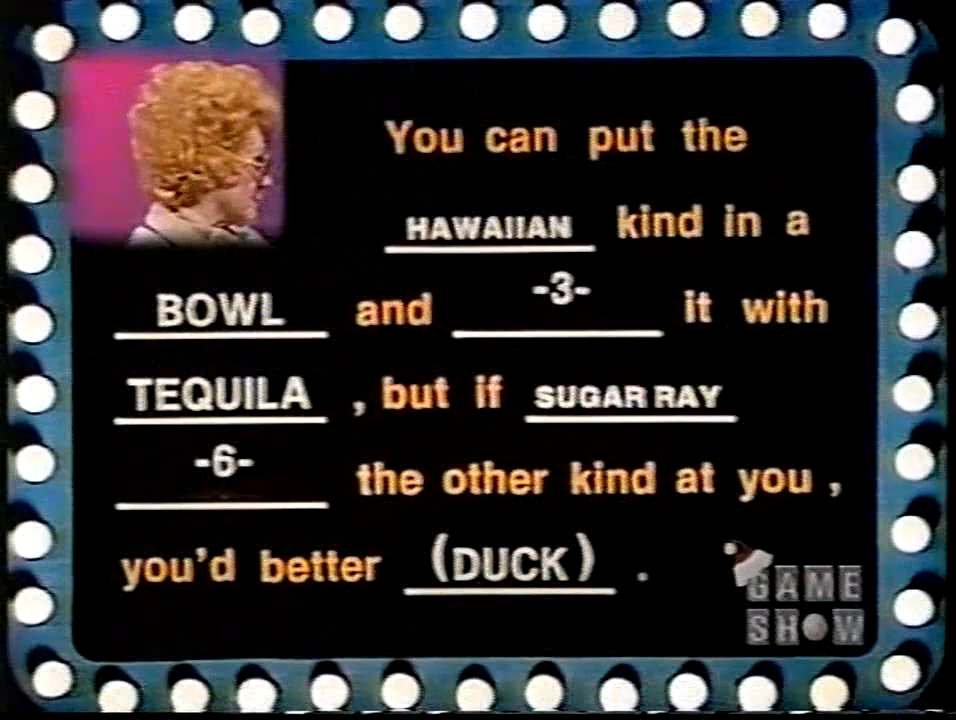 You can put the
HAWAIIAN kind in a
BOWL and -3- it with
TEQUILA , but if SUGAR RAY
-6- the other kind at you ,
you'd better (DUCK) .
GAME
SHOW